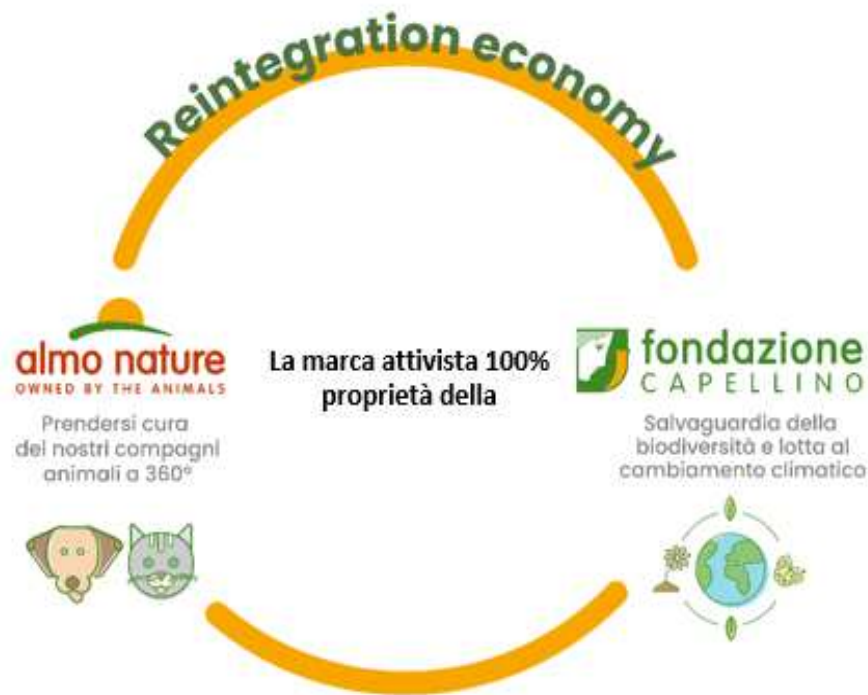 Reintegration economy
almo nature
OWNED BY THE ANIMALS
Prendersi cura
dei nostri compagni
animali a 360°
La marca attivista 100%
proprietà della
fondazione
CAPELLINO
Salvaguardia della
biodiversità e lotta al
cambiamento climatico